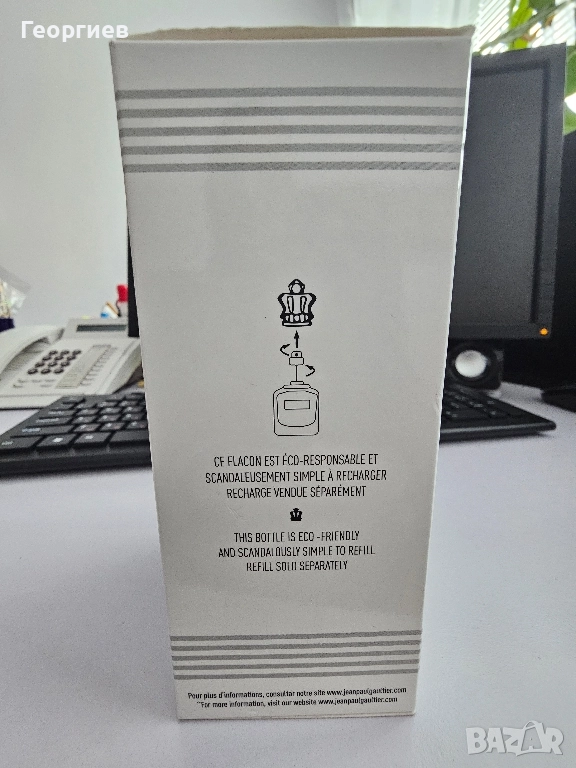 Георгиев
CE FLACON EST ÉCO-RESPONSABLE ET
SCANDALEUSEMENT SIMPLE À RECHARGER
RECHARGE VENDUE SÉPARÉMENT
THIS BOTTLE IS ECO -FRIENDLY
AND SCANDALOUSLY SIMPLE TO REFILL
REFILL SOLD SEPARATELY
Pour plus d'informations, consultar notre site www.jeanpaulgaultier.com
"For more information, visit our website www.jeanpaulgaultier.com
BAZAR